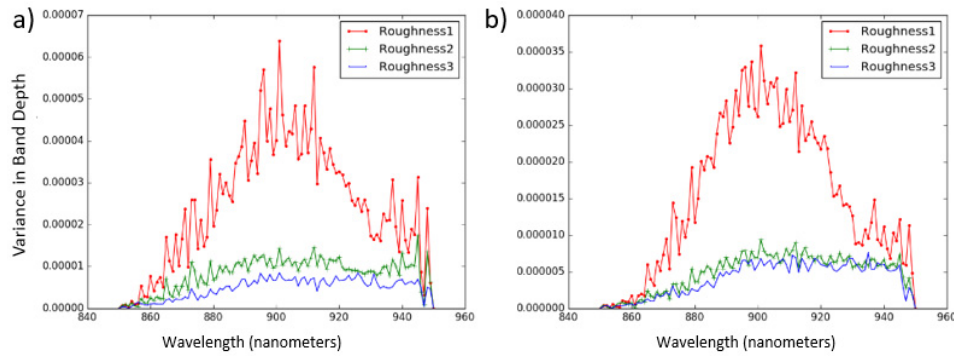 a)
Variance in Band Depth
0.00007
0.00006
0.00005
0.00004
0.00003
0.00002
0.00001
0.00000
840
860
880
900
920
940
960
Roughness1
Roughness2
Roughness3
Wavelength (nanometers)
b)
0.000040
0.000035
0.000030
0.000025
0.000020
0.000015
0.000010
0.000005
0.000000
840
860
880
900
920
940
960
Roughness1
Roughness2
Roughness3
Wavelength (nanometers)